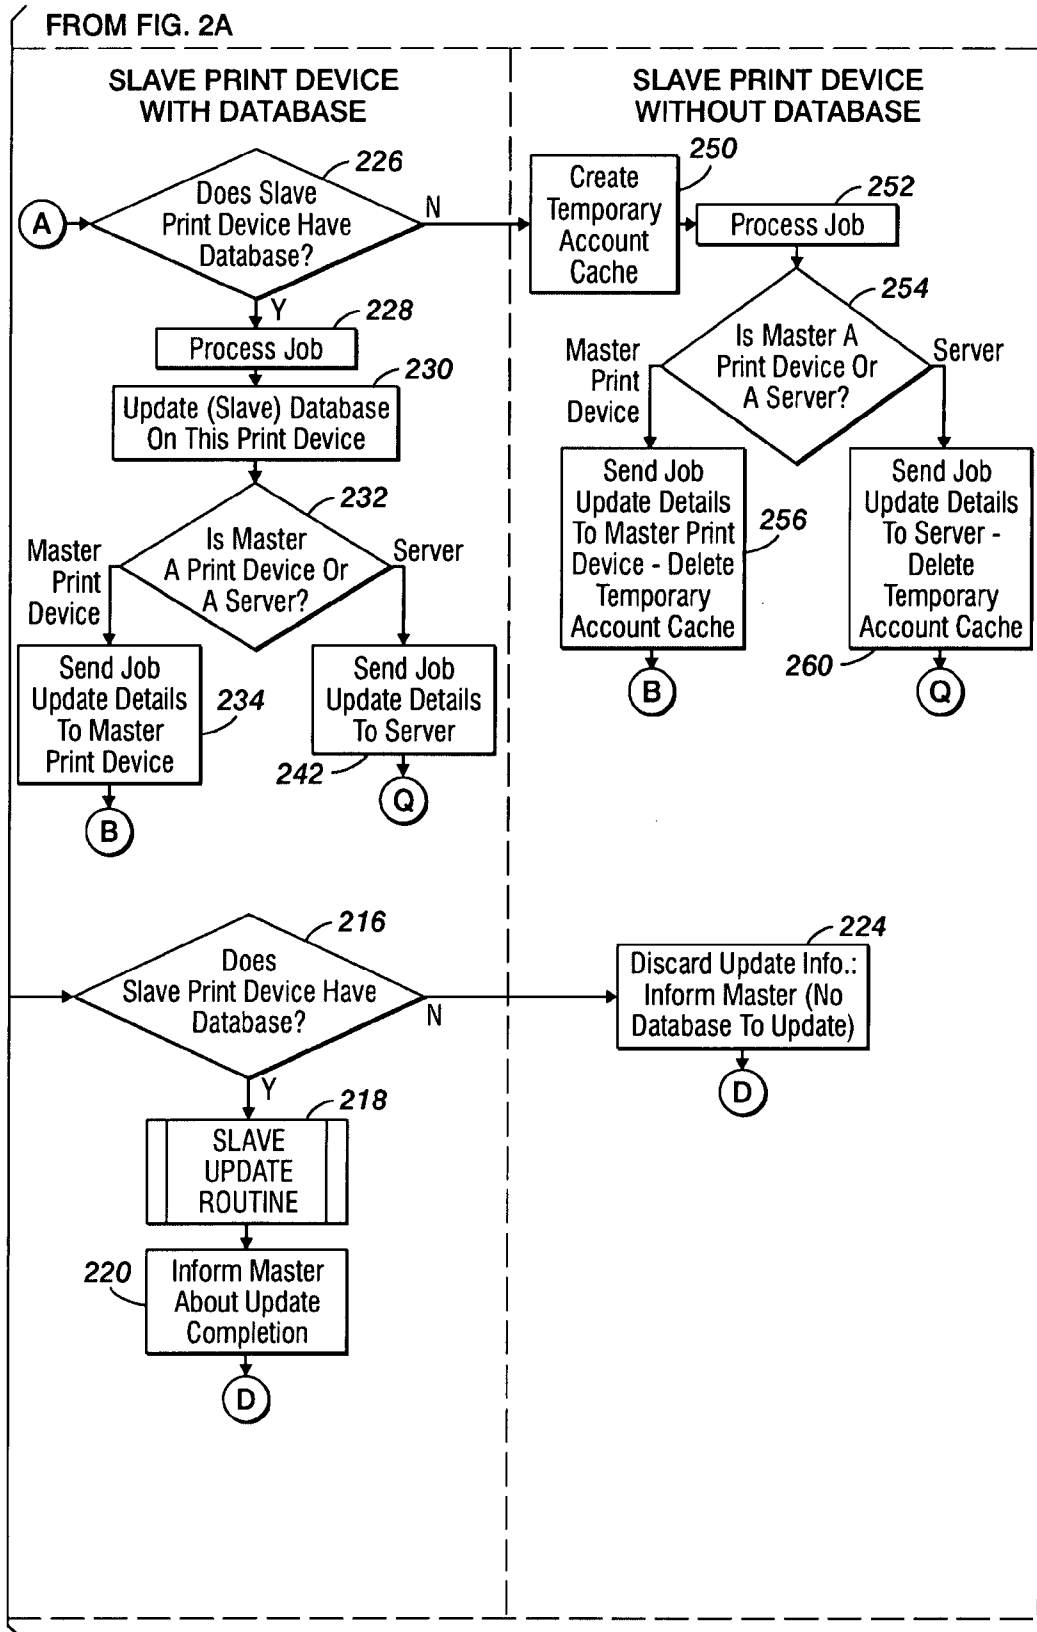 FROM FIG. 2A
SLAVE PRINT DEVICE
WITH DATABASE
SLAVE PRINT DEVICE
WITHOUT DATABASE
A
226
Does Slave
Print Device Have
Database?
N
Y
228
Process Job
230
Update (Slave) Database
On This Print Device
232
Is Master
A Print Device Or
A Server?
Master
Print
Device
Server
Send Job
Update Details
To Master
Print Device
234
B
Send Job
Update Details
To Server
242
Q
250
Create
Temporary
Account
Cache
252
Process Job
254
Is Master A
Print Device Or
A Server?
Master
Print
Device
Server
Send Job
Update Details
To Master Print
Device - Delete
Temporary
Account Cache
256
B
Send Job
Update Details
To Server -
Delete
Temporary
Account Cache
260
Q
216
Does
Slave Print Device Have
Database?
N
Y
218
SLAVE
UPDATE
ROUTINE
220
Inform Master
About Update
Completion
D
224
Discard Update Info.:
Inform Master (No
Database To Update)
D